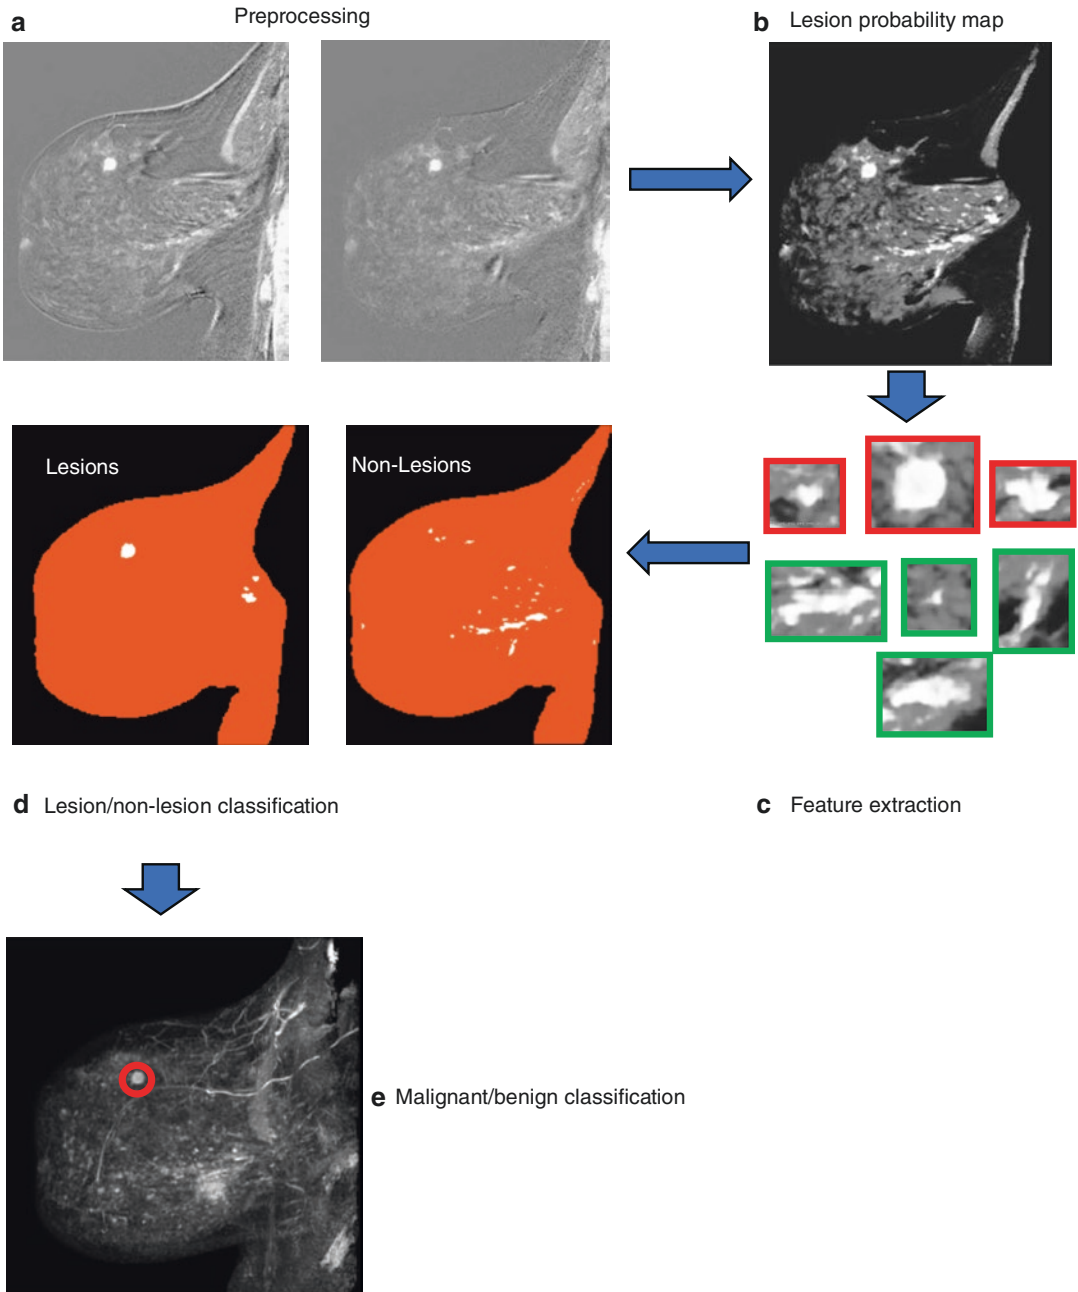 a Preprocessing
b Lesion probability map
Lesions
Non-Lesions
d Lesion/non-lesion classification
c Feature extraction
e Malignant/benign classification